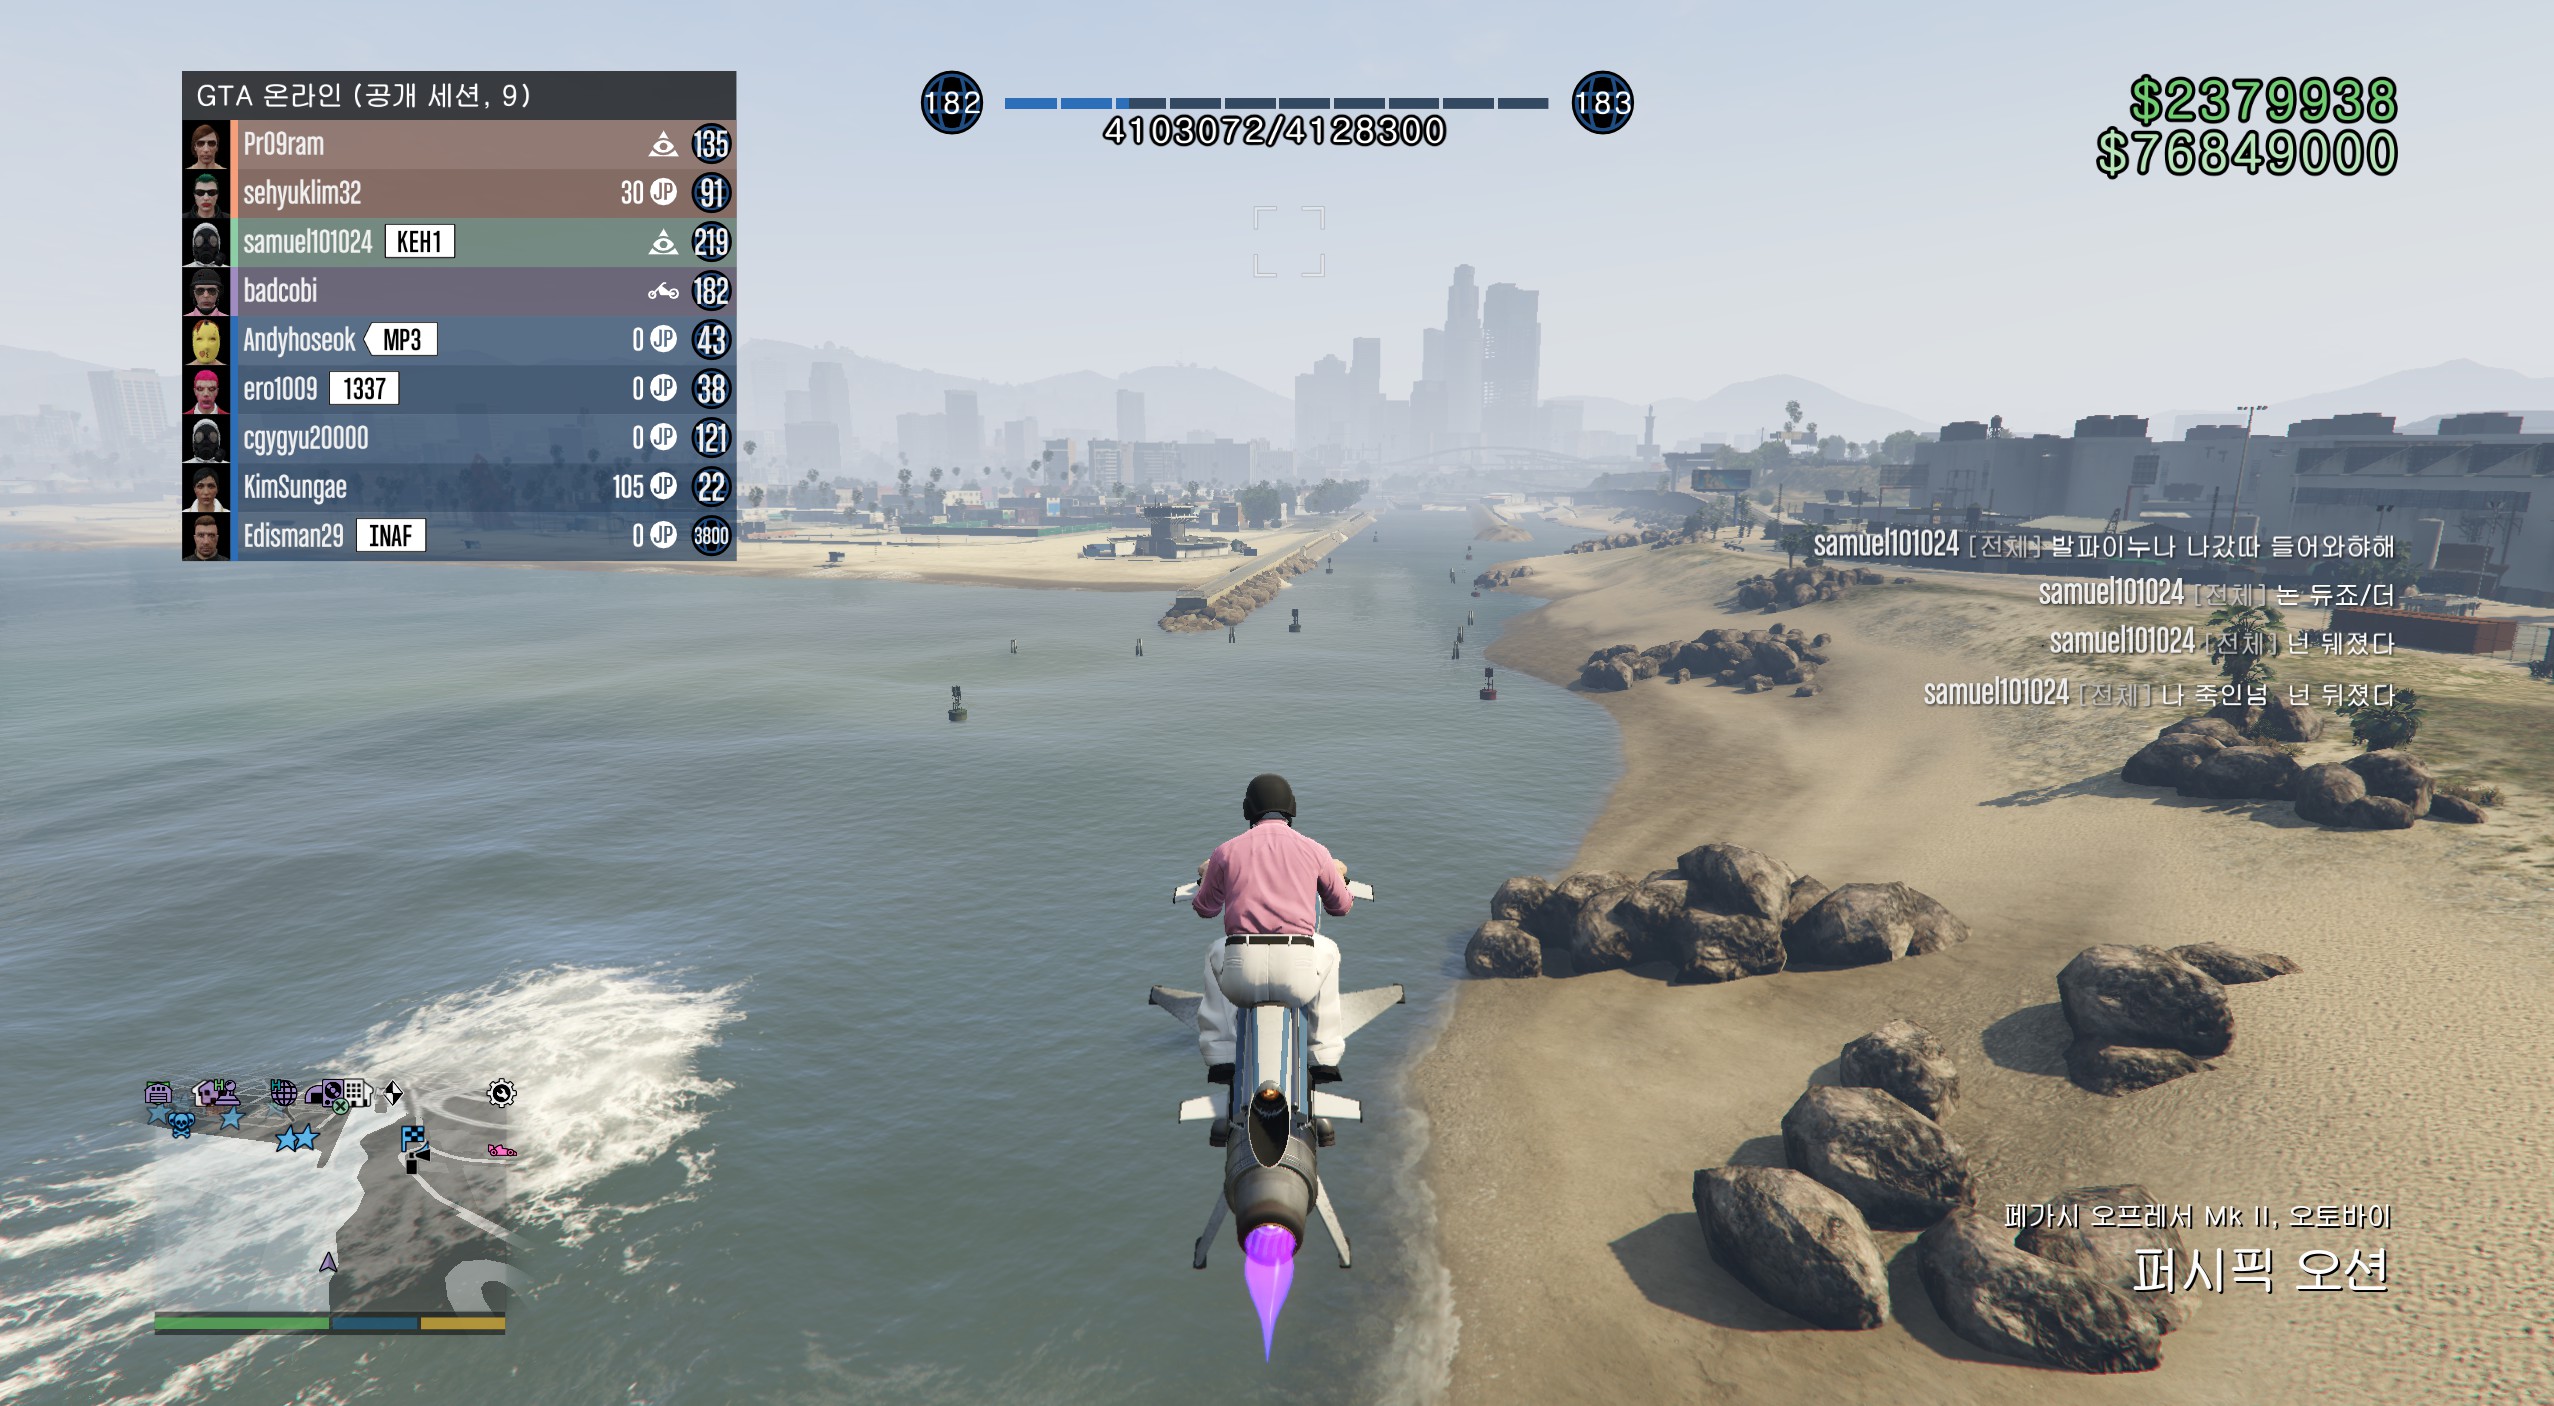 GTA 온라인 (공개 세션, 9)
Pr09ram 135
sehyuklim32 30 JP 91
samuel101024 KEH1 219
badcobi 182
Andyhoseok MP3 0 JP 43
ero1009 1337 0 JP 38
cgygyu20000 0 JP 121
KimSungae 105 JP 22
Edisman29 INAF 0 JP 3800
182 183
4103072/4128300
$2379938
$76849000
samuel101024 [전체] 발파이누나 나갔따 들어와햐해
samuel101024 [전체] 논 듀죠/더
samuel101024 [전체] 넌 뒈졌다
samuel101024 [전체] 나 죽인넘 넌 뒤졌다
페가시 오프레서 Mk II, 오토바이
퍼시픽 오션